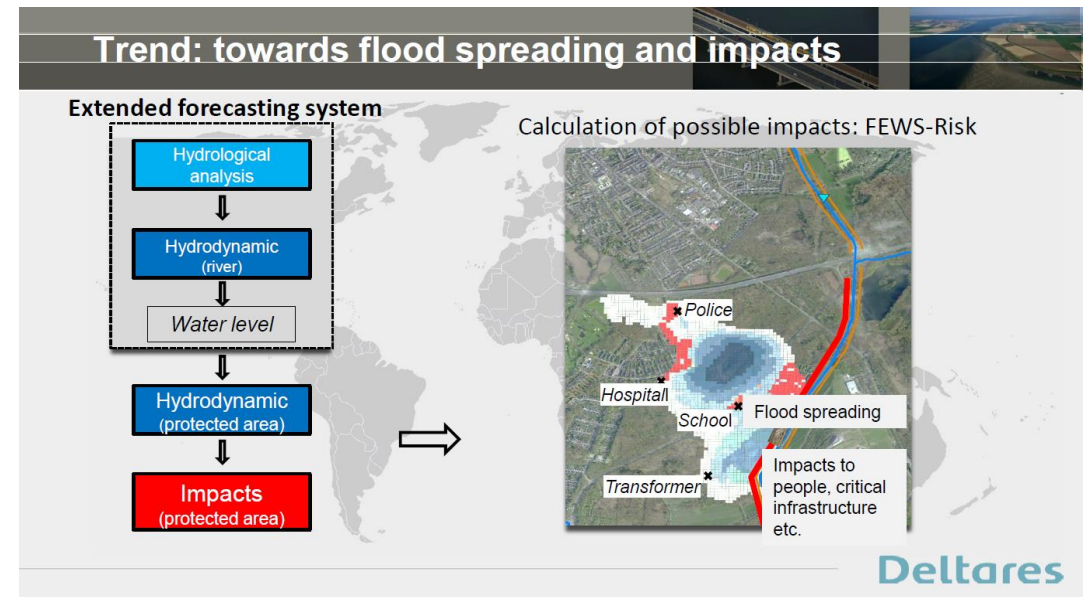 Trend: towards flood spreading and impacts
Extended forecasting system
Hydrological
analysis
Hydrodynamic
(river)
Water level
Hydrodynamic
(protected area)
Impacts
(protected area)
Calculation of possible impacts: FEWS-Risk
Police
Hospitall
School
Flood spreading
Transformer
Impacts to
people, critical
infrastructure
etc.
Deltares